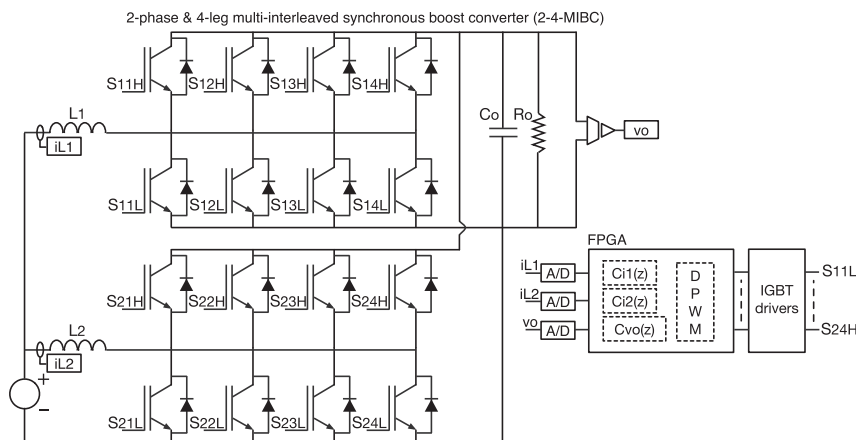 2-phase & 4-leg multi-interleaved synchronous boost converter (2-4-MIBC)
S11H S12H S13H S14H
L1
iL1
Co Ro
vo
S11L S12L S13L S14L
FPGA
iL1 A/D Ci1(z)
iL2 A/D Ci2(z)
vo A/D Cvo(z)
D
P
W
M
IGBT
drivers
S11L
S24H
S21H S22H S23H S24H
L2
iL2
+
-
S21L S22L S23L S24L